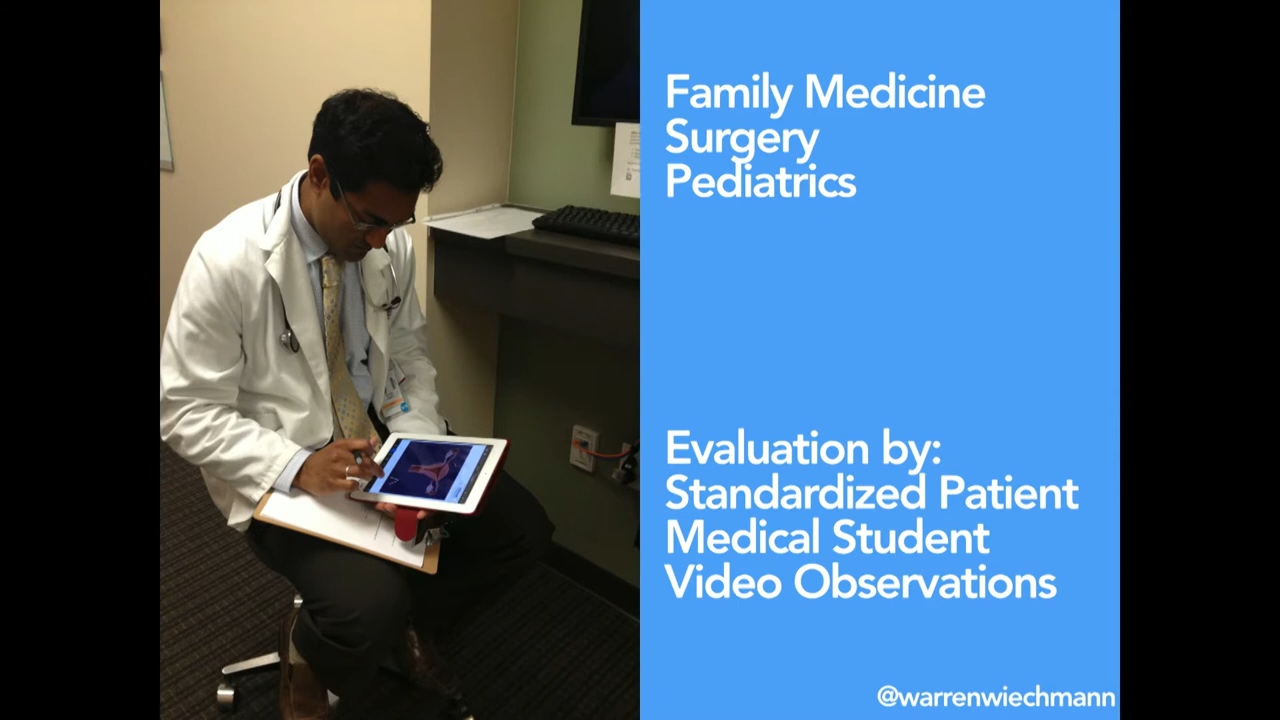 Family Medicine
Surgery
Pediatrics
Evaluation by:
Standardized Patient
Medical Student
Video Observations
@warrenwiechmann